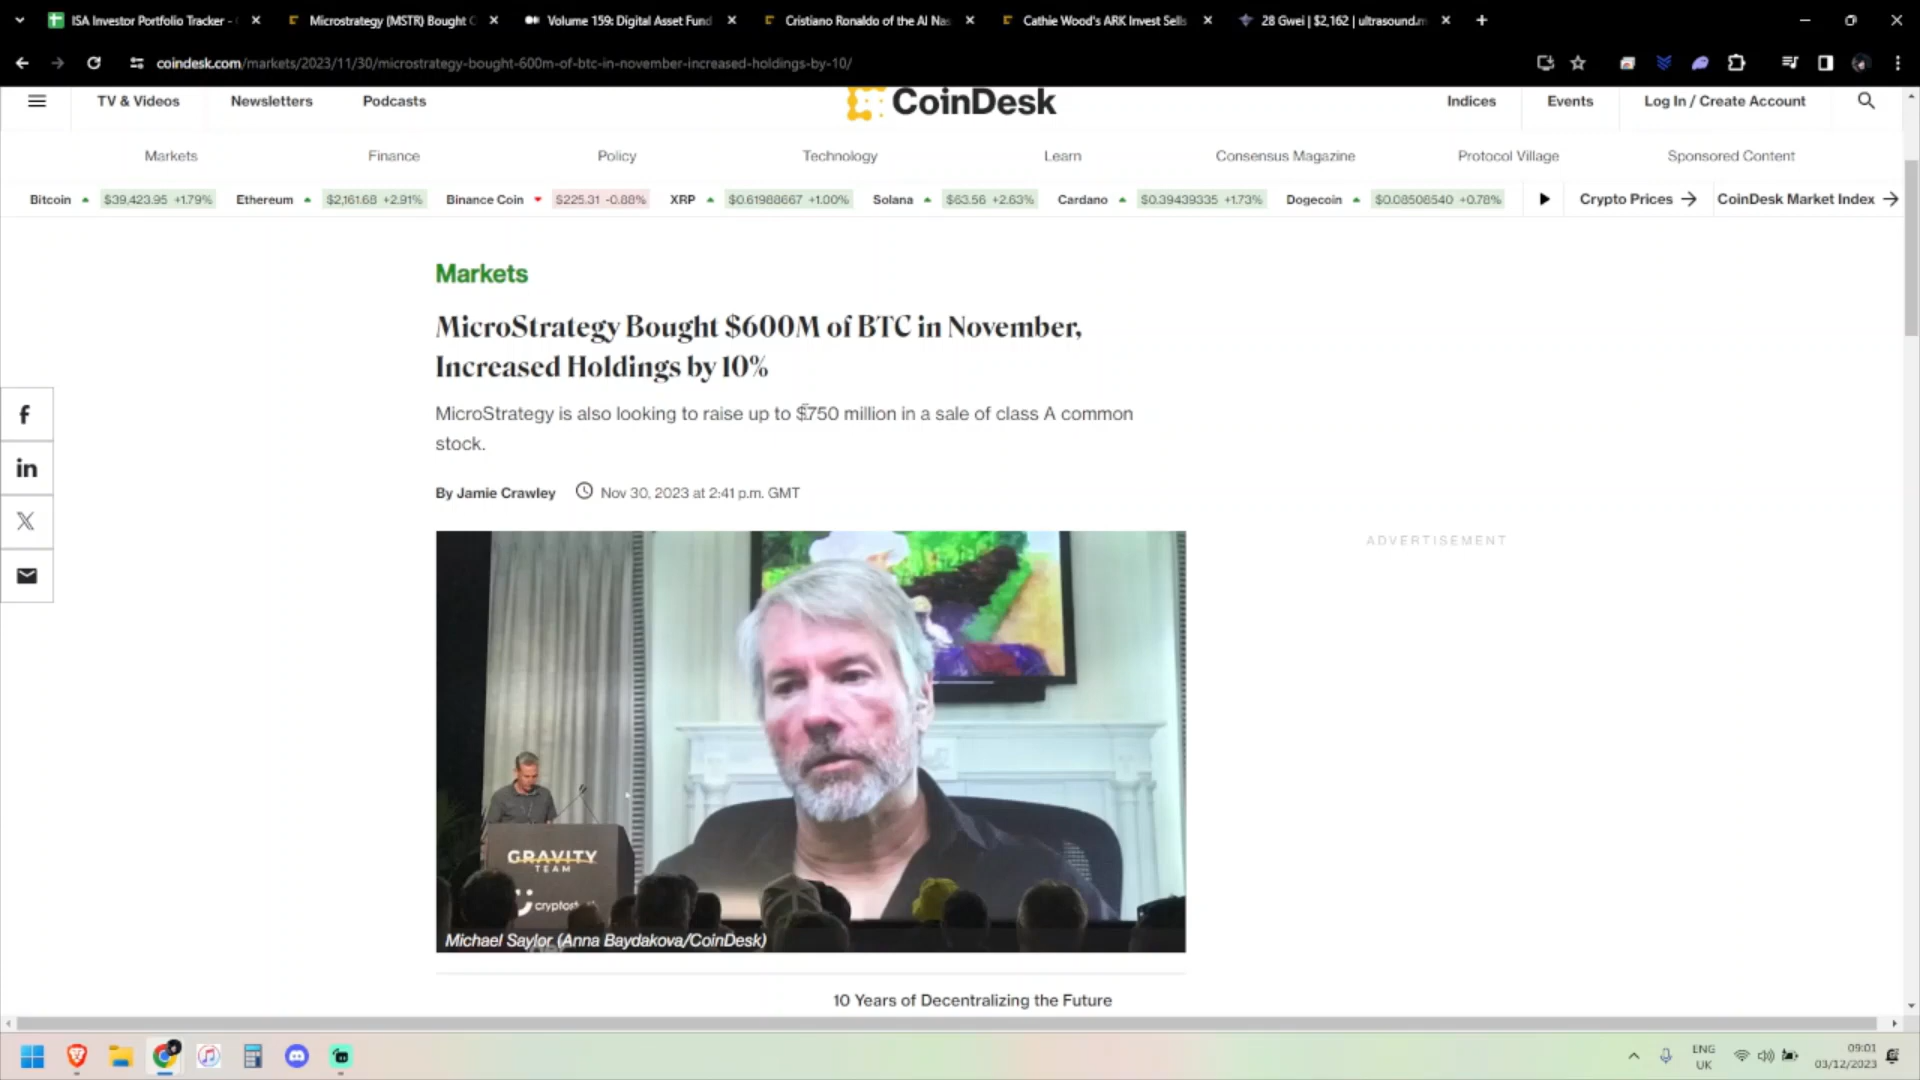 ISA Investor Portfolio Tracker -
Microstrategy (MSTR) Bought
Volume 159: Digital Asset Fund
Cristiano Ronaldo of the AI Nas
Cathie Wood's ARK Invest Sells
28 Gwei | $2,162 | ultrasound.m
coindesk.com/markets/2023/11/30/microstrategy-bought-600m-of-btc-in-november-increased-holdings-by-10/
TV & Videos
Newsletters
Podcasts
CoinDesk
Indices
Events
Log In / Create Account
Markets
Finance
Policy
Technology
Learn
Consensus Magazine
Protocol Village
Sponsored Content
Bitcoin $39,423.95 +1.79%
Ethereum $2,161.68 +2.91%
Binance Coin $225.31 -0.88%
XRP $0.61988667 +1.00%
Solana $63.56 +2.63%
Cardano $0.39439335 +1.73%
Dogecoin $0.08508540 +0.78%
Crypto Prices
CoinDesk Market Index
Markets
MicroStrategy Bought $600M of BTC in November,
Increased Holdings by 10%
MicroStrategy is also looking to raise up to $750 million in a sale of class A common
stock.
By Jamie Crawley
Nov 30, 2023 at 2:41 p.m. GMT
ADVERTISEMENT
GRAVITY
TEAM
Michael Saylor (Anna Baydakova/CoinDesk)
10 Years of Decentralizing the Future
ENG
UK
09:01
03/12/2023